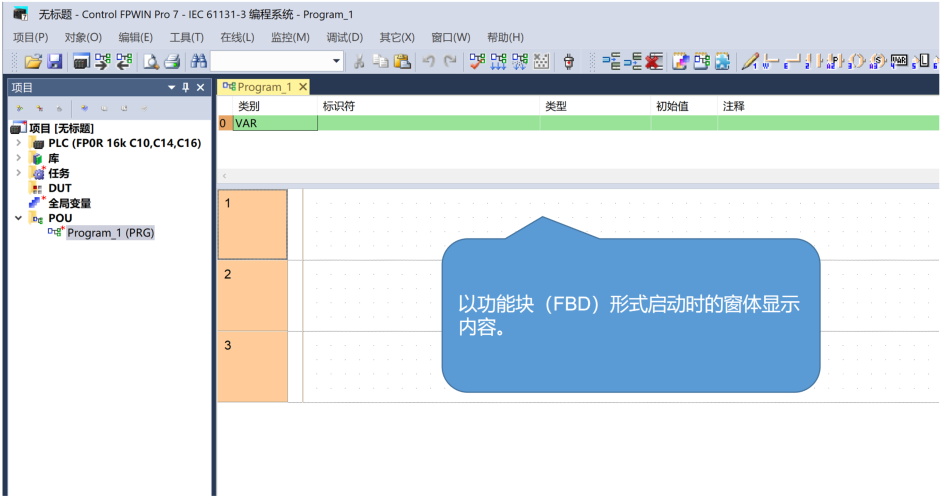 无标题 - Control FPWIN Pro 7 - IEC 61131-3 编程系统 - Program_1
项目(P) 对象(O) 编辑(E) 工具(T) 在线(L) 监控(M) 调试(D) 其它(X) 窗口(W) 帮助(H)
项目
Program_1
类别 标识符 类型 初始值 注释
0 VAR
项目 [无标题]
PLC (FP0R 16k C10,C14,C16)
库
任务
DUT
全局变量
POU
Program_1 (PRG)
1
2
3
以功能块（FBD）形式启动时的窗体显示
内容。